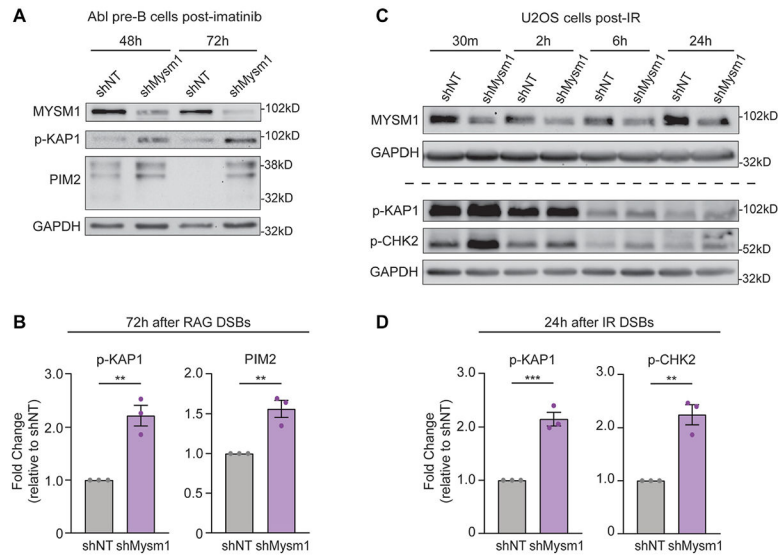 A
Abl pre-B cells post-imatinib
48h 72h
shNT shMysm1 shNT shMysm1
MYSM1 -102kD
p-KAP1 -102kD
PIM2 -38kD
-32kD
GAPDH -32kD
C
U2OS cells post-IR
30m 2h 6h 24h
shNT shMysm1 shNT shMysm1 shNT shMysm1 shNT shMysm1
MYSM1 -102kD
GAPDH -32kD
p-KAP1 -102kD
p-CHK2 -52kD
GAPDH -32kD
B
72h after RAG DSBs
p-KAP1
Fold Change
(relative to shNT)
3.0
2.0
1.0
0
**
shNT shMysm1
PIM2
2.0
1.5
1.0
0.5
0
**
shNT shMysm1
D
24h after IR DSBs
p-KAP1
Fold Change
(relative to shNT)
3.0
2.0
1.0
0
***
shNT shMysm1
p-CHK2
3.0
2.0
1.0
0
**
shNT shMysm1